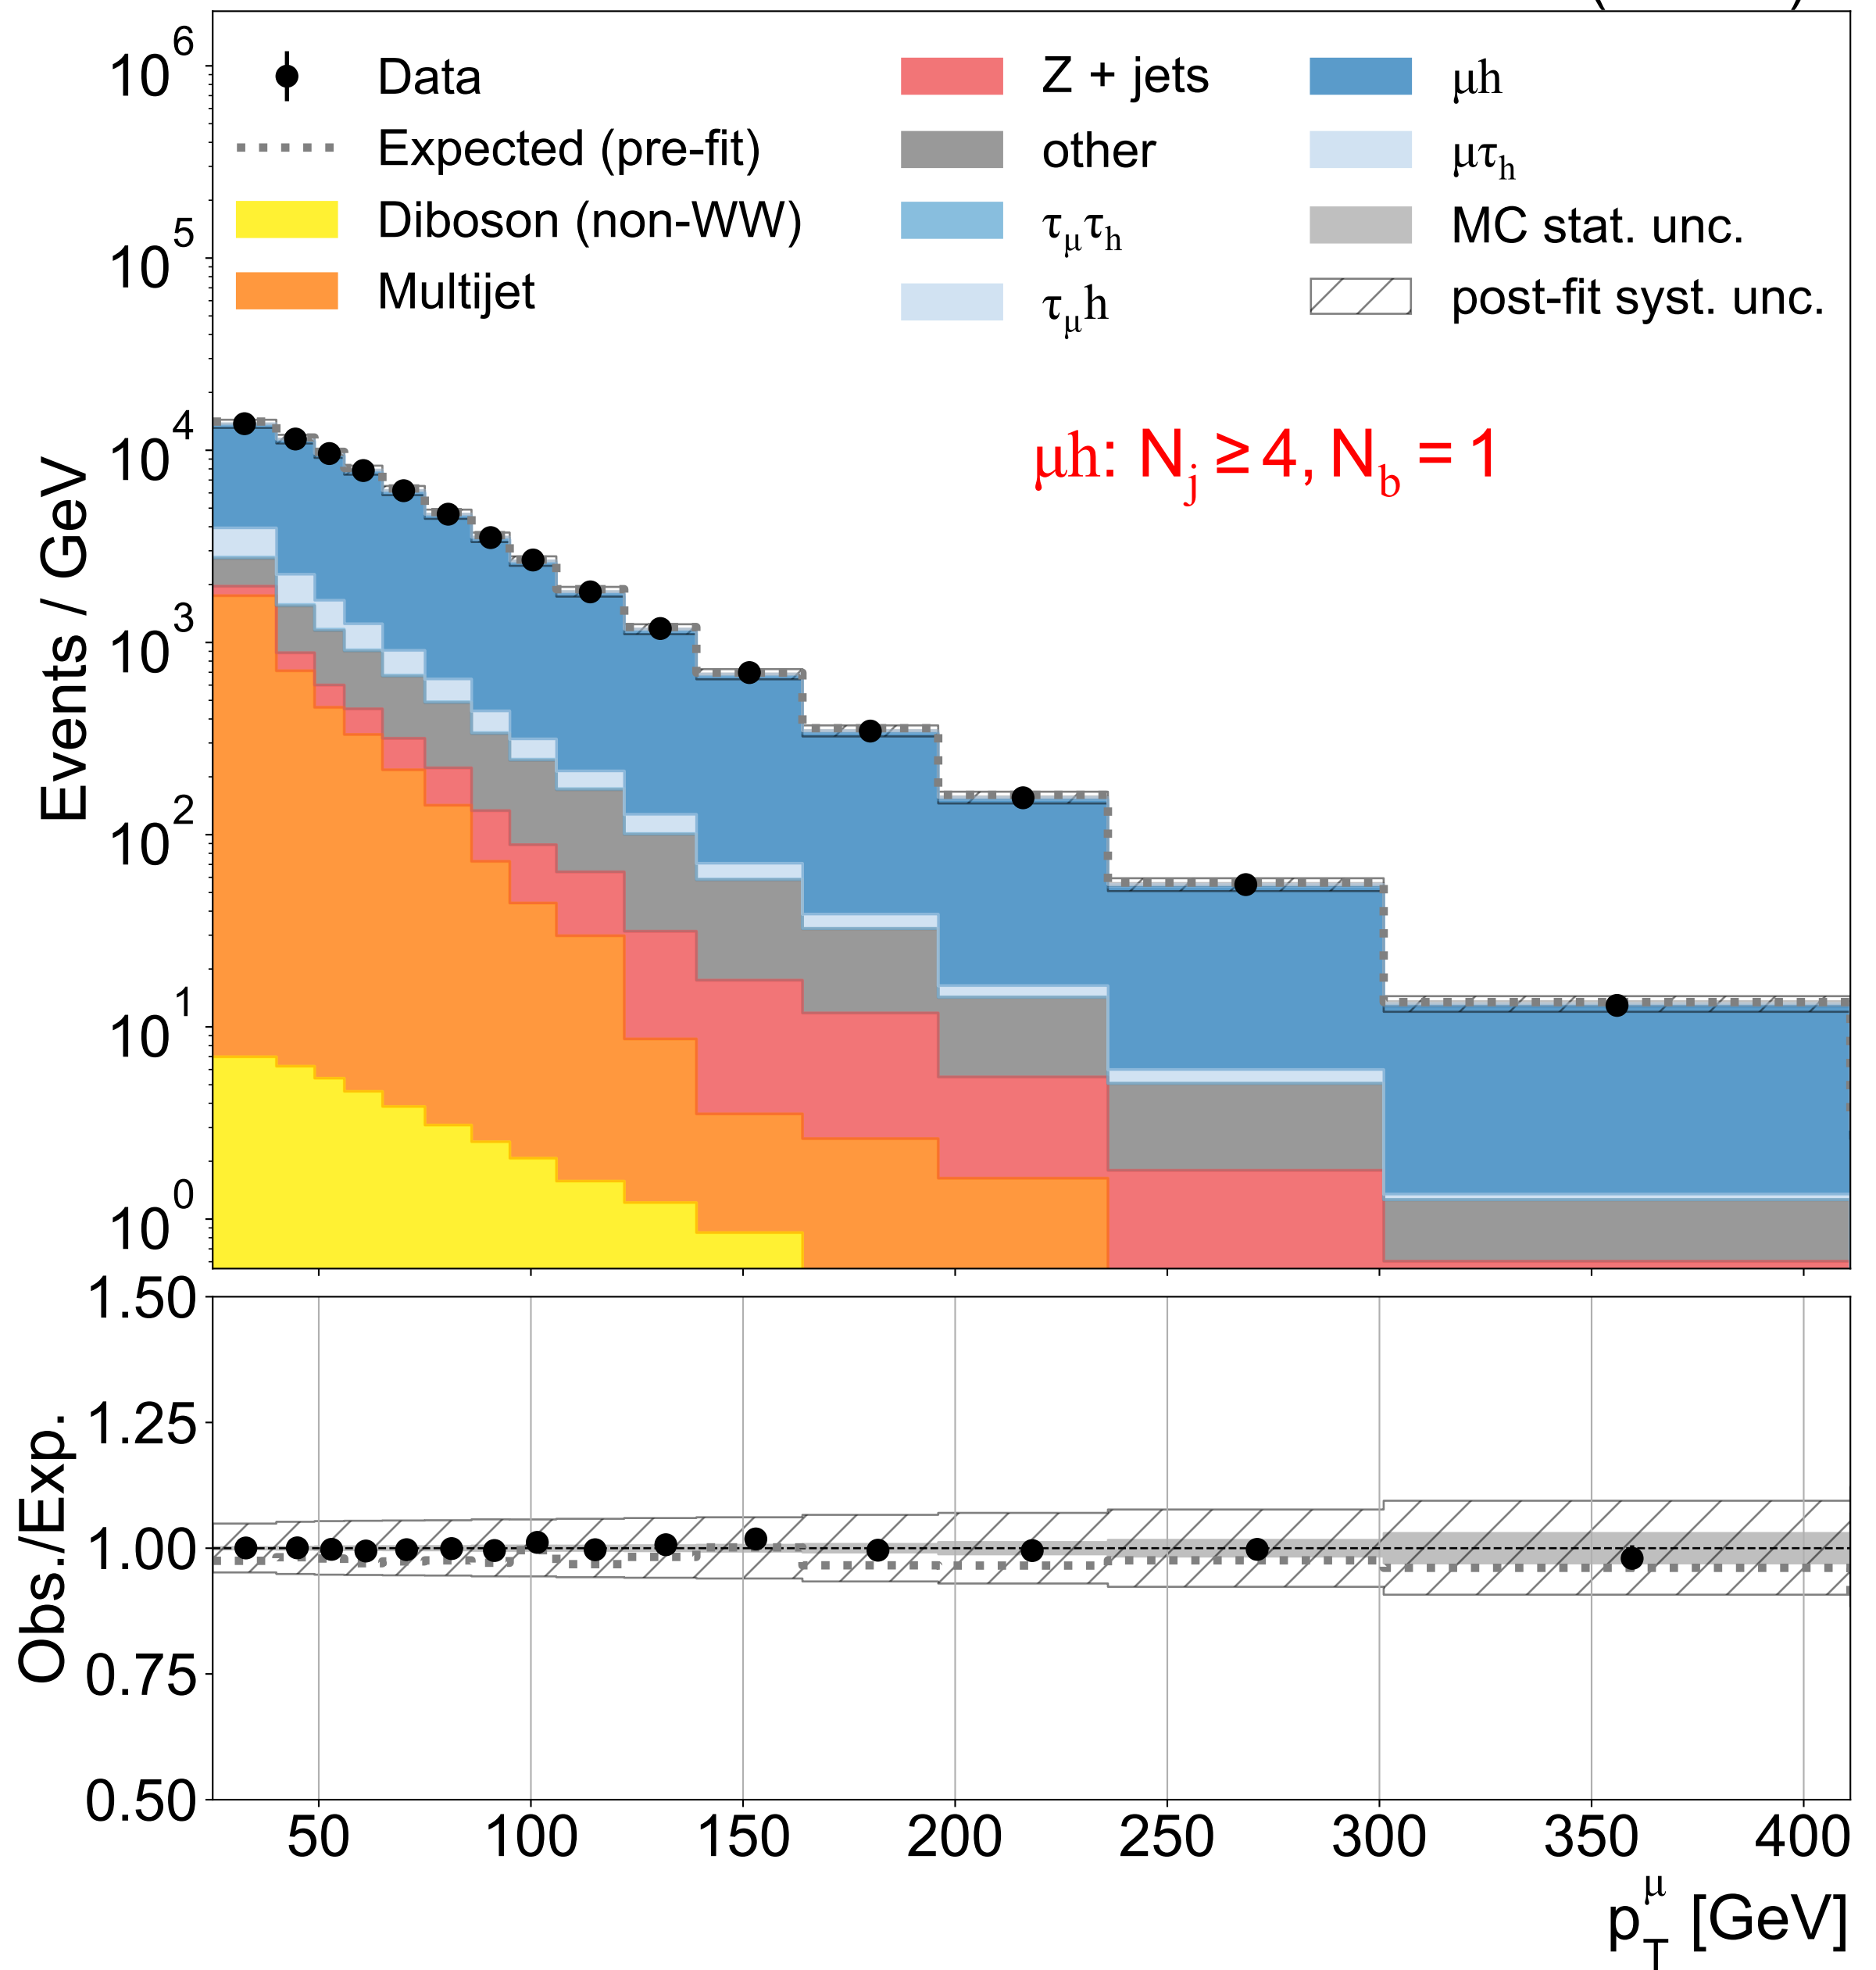 Data
Expected (pre-fit)
Diboson (non-WW)
Multijet
Z + jets
other
τμτh
τμh
μh
μτh
MC stat. unc.
post-fit syst. unc.
μh: Nj ≥ 4, Nb = 1
Events / GeV
10^6
10^5
10^4
10^3
10^2
10^1
10^0
Obs./Exp.
1.50
1.25
1.00
0.75
0.50
50 100 150 200 250 300 350 400
pTμ [GeV]